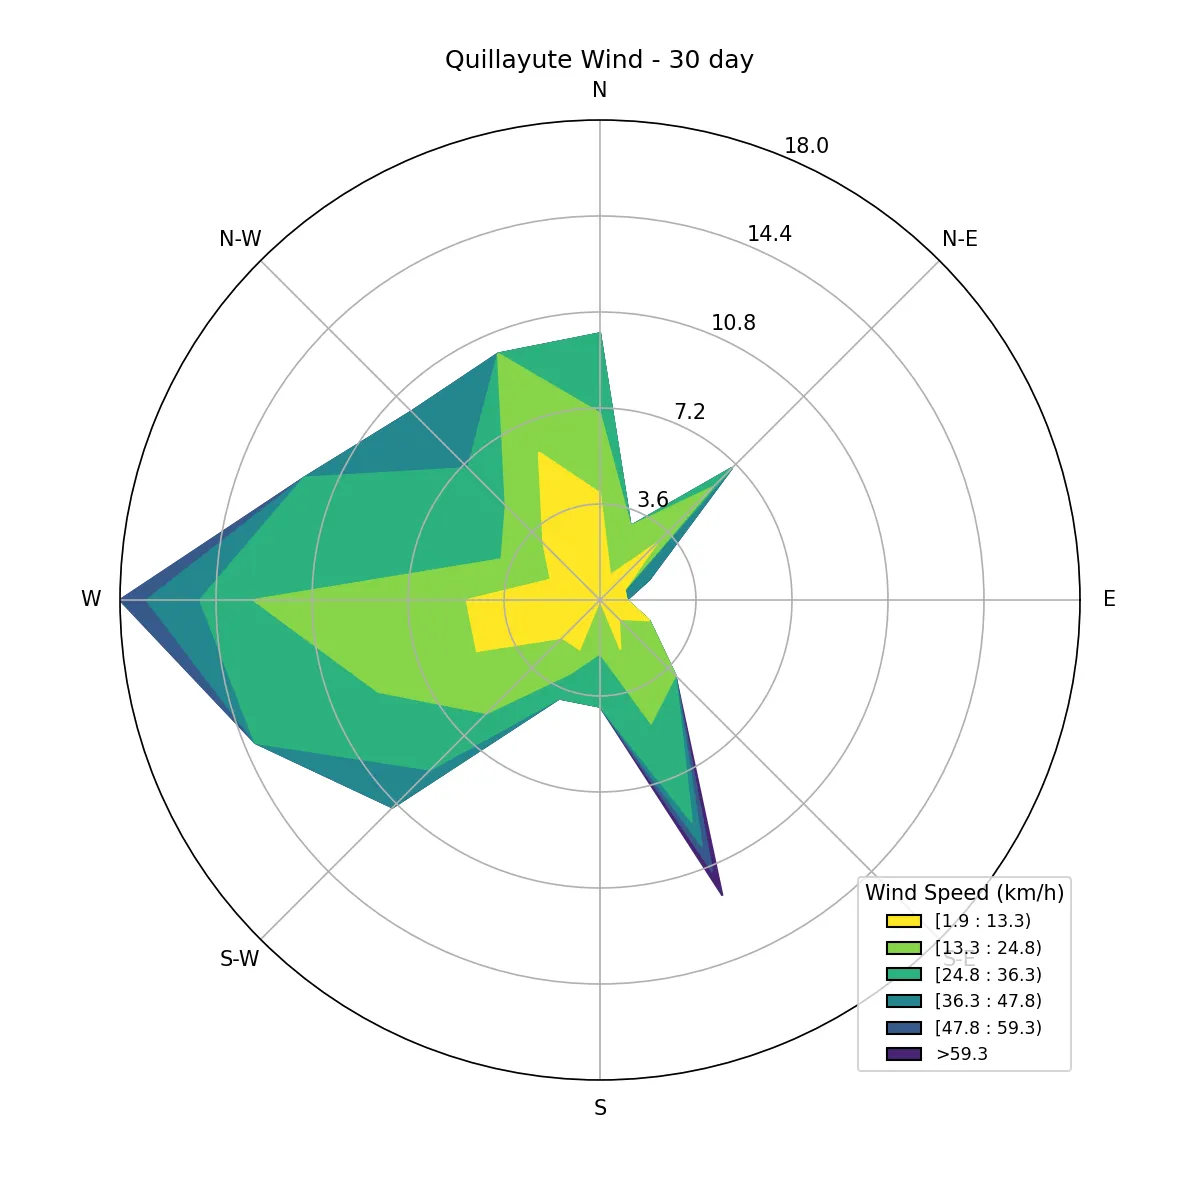 Quillayute Wind - 30 day
N
18.0
N-W
14.4
N-E
10.8
7.2
3.6
W
E
Wind Speed (km/h)
[1.9 : 13.3)
[13.3 : 24.8)
S-W
S-E
[24.8 : 36.3)
[36.3 : 47.8)
[47.8 : 59.3)
>59.3
S